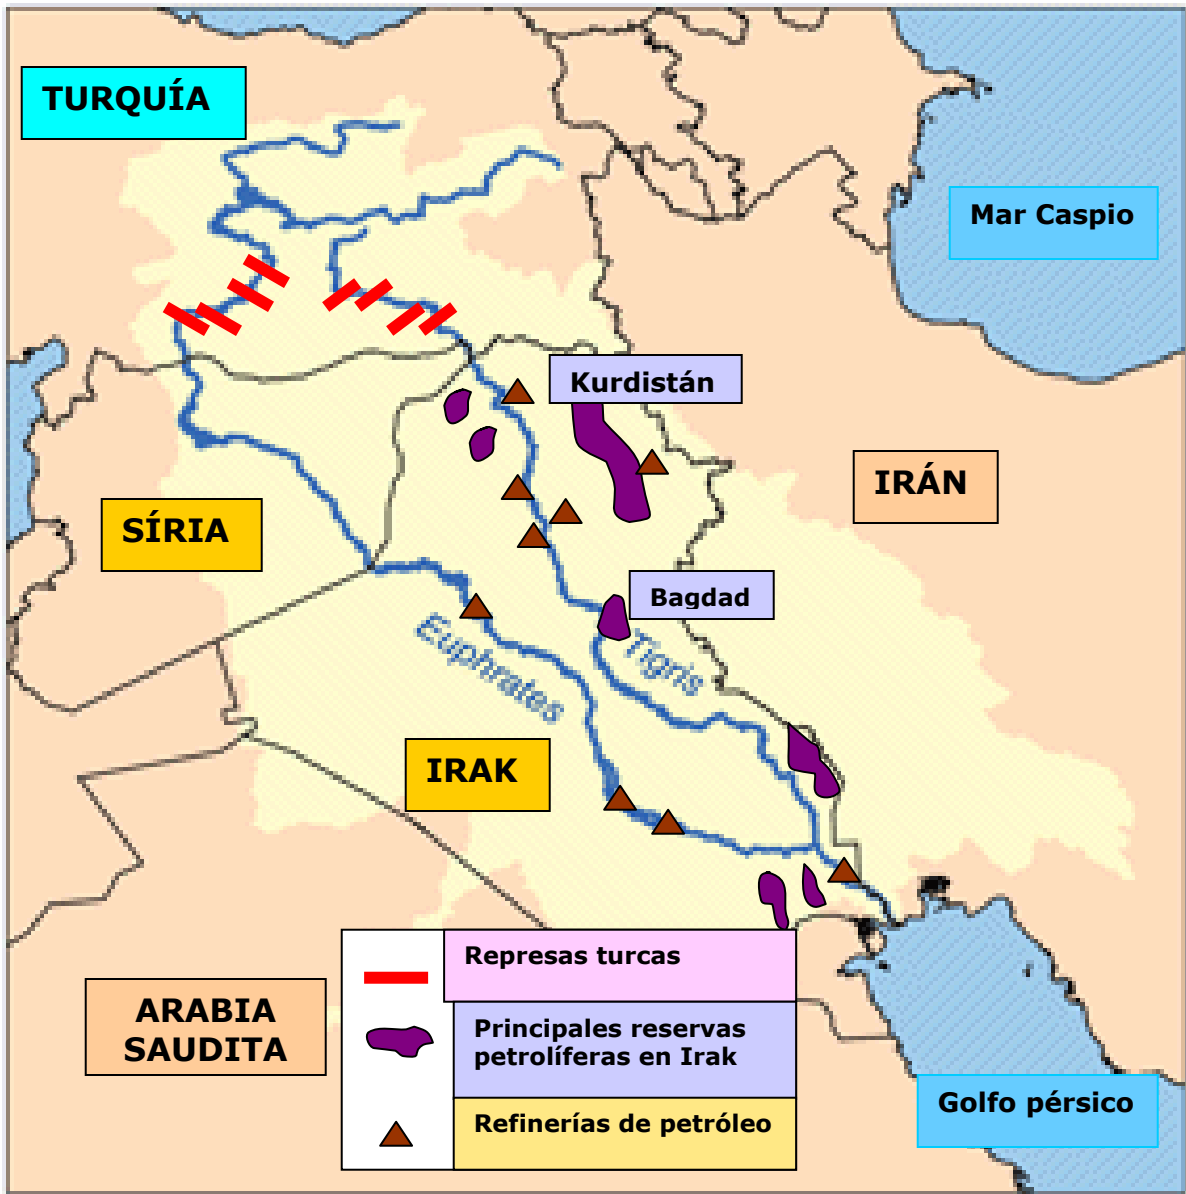 TURQUÍA
Mar Caspio
Kurdistán
IRÁN
SÍRIA
Bagdad
Euphrates
Tigris
IRAK
ARABIA
SAUDITA
Represas turcas
Principales reservas
petrolíferas en Irak
Refinerías de petróleo
Golfo pérsico